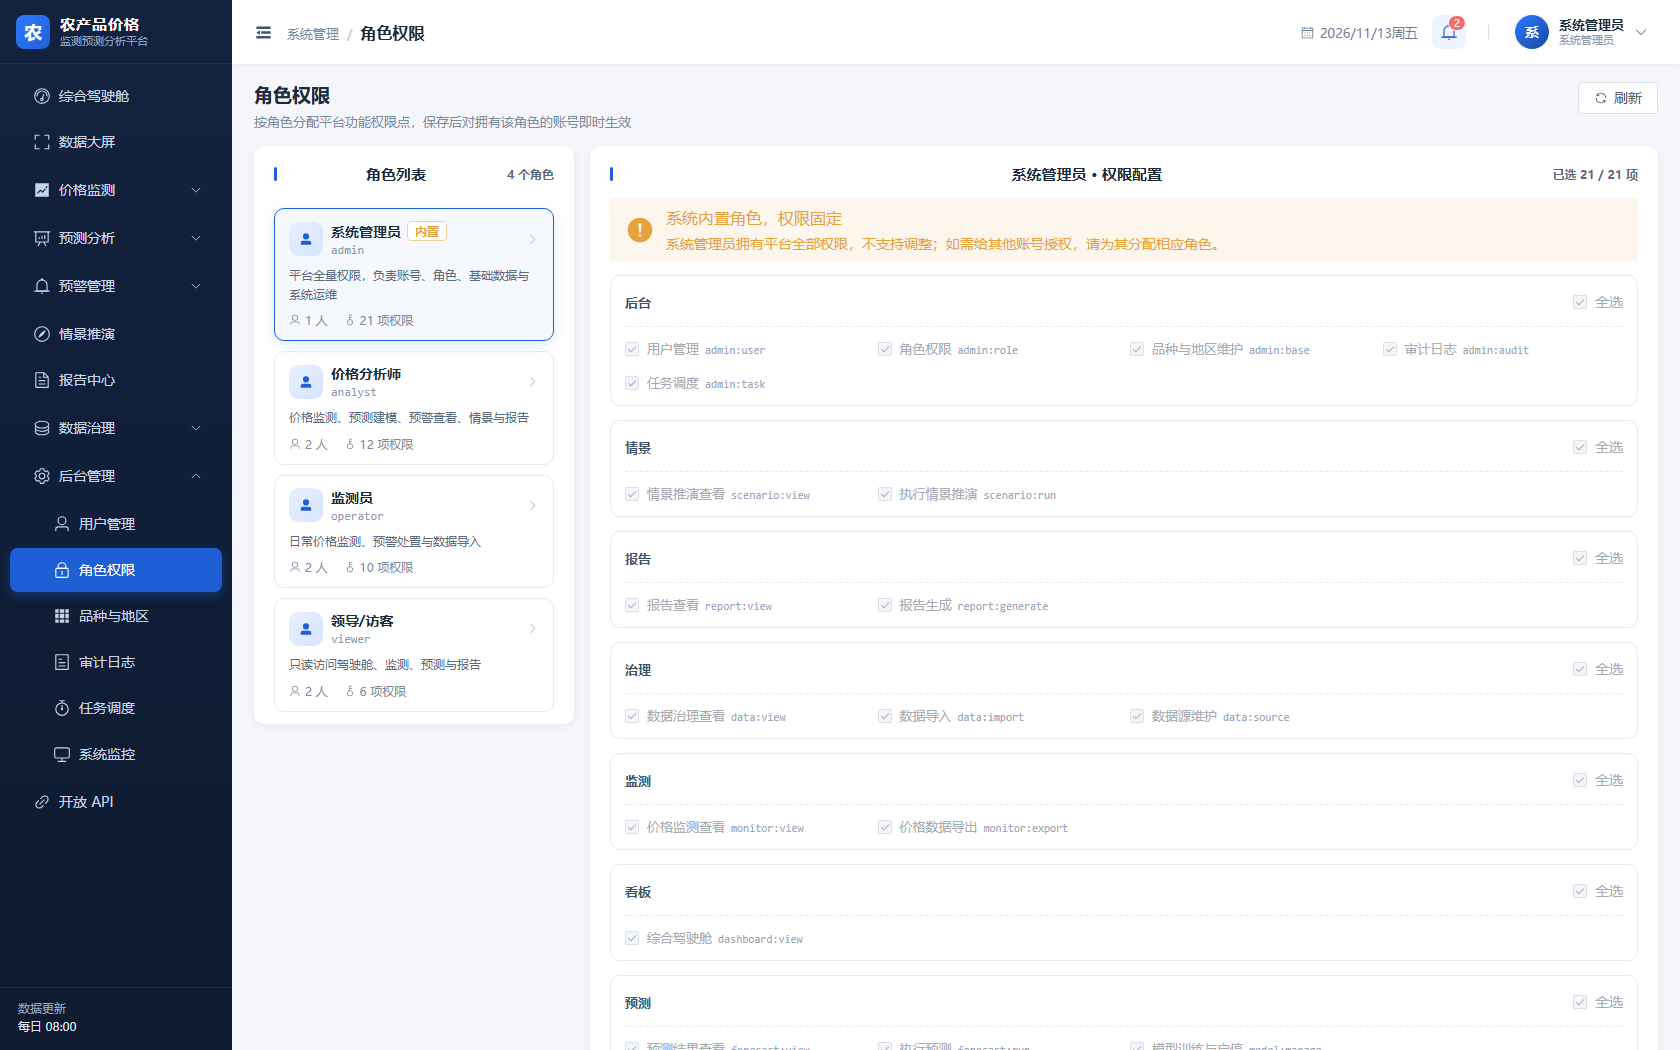 农
农产品价格
监测预测分析平台
综合驾驶舱
数据大屏
价格监测
预测分析
预警管理
情景推演
报告中心
数据治理
后台管理
用户管理
角色权限
品种与地区
审计日志
任务调度
系统监控
开放 API
数据更新
每日 08:00
系统管理 / 角色权限
2026/11/13周五
2
系
系统管理员
系统管理员
角色权限
按角色分配平台功能权限点，保存后对拥有该角色的账号即时生效
刷新
角色列表
4 个角色
系统管理员 内置
admin
平台全量权限，负责账号、角色、基础数据与
系统运维
1 人 21 项权限
价格分析师
analyst
价格监测、预测建模、预警查看、情景与报告
2 人 12 项权限
监测员
operator
日常价格监测、预警处置与数据导入
2 人 10 项权限
领导/访客
viewer
只读访问驾驶舱、监测、预测与报告
2 人 6 项权限
系统管理员 • 权限配置
已选 21 / 21 项
系统内置角色，权限固定
系统管理员拥有平台全部权限，不支持调整；如需给其他账号授权，请为其分配相应角色。
后台 全选
用户管理 admin:user 角色权限 admin:role 品种与地区维护 admin:base 审计日志 admin:audit
任务调度 admin:task
情景 全选
情景推演查看 scenario:view 执行情景推演 scenario:run
报告 全选
报告查看 report:view 报告生成 report:generate
治理 全选
数据治理查看 data:view 数据导入 data:import 数据源维护 data:source
监测 全选
价格监测查看 monitor:view 价格数据导出 monitor:export
看板 全选
综合驾驶舱 dashboard:view
预测 全选
预测结果查看 forecast:view 执行预测 forecast:run 模型训练与启停 model:manage